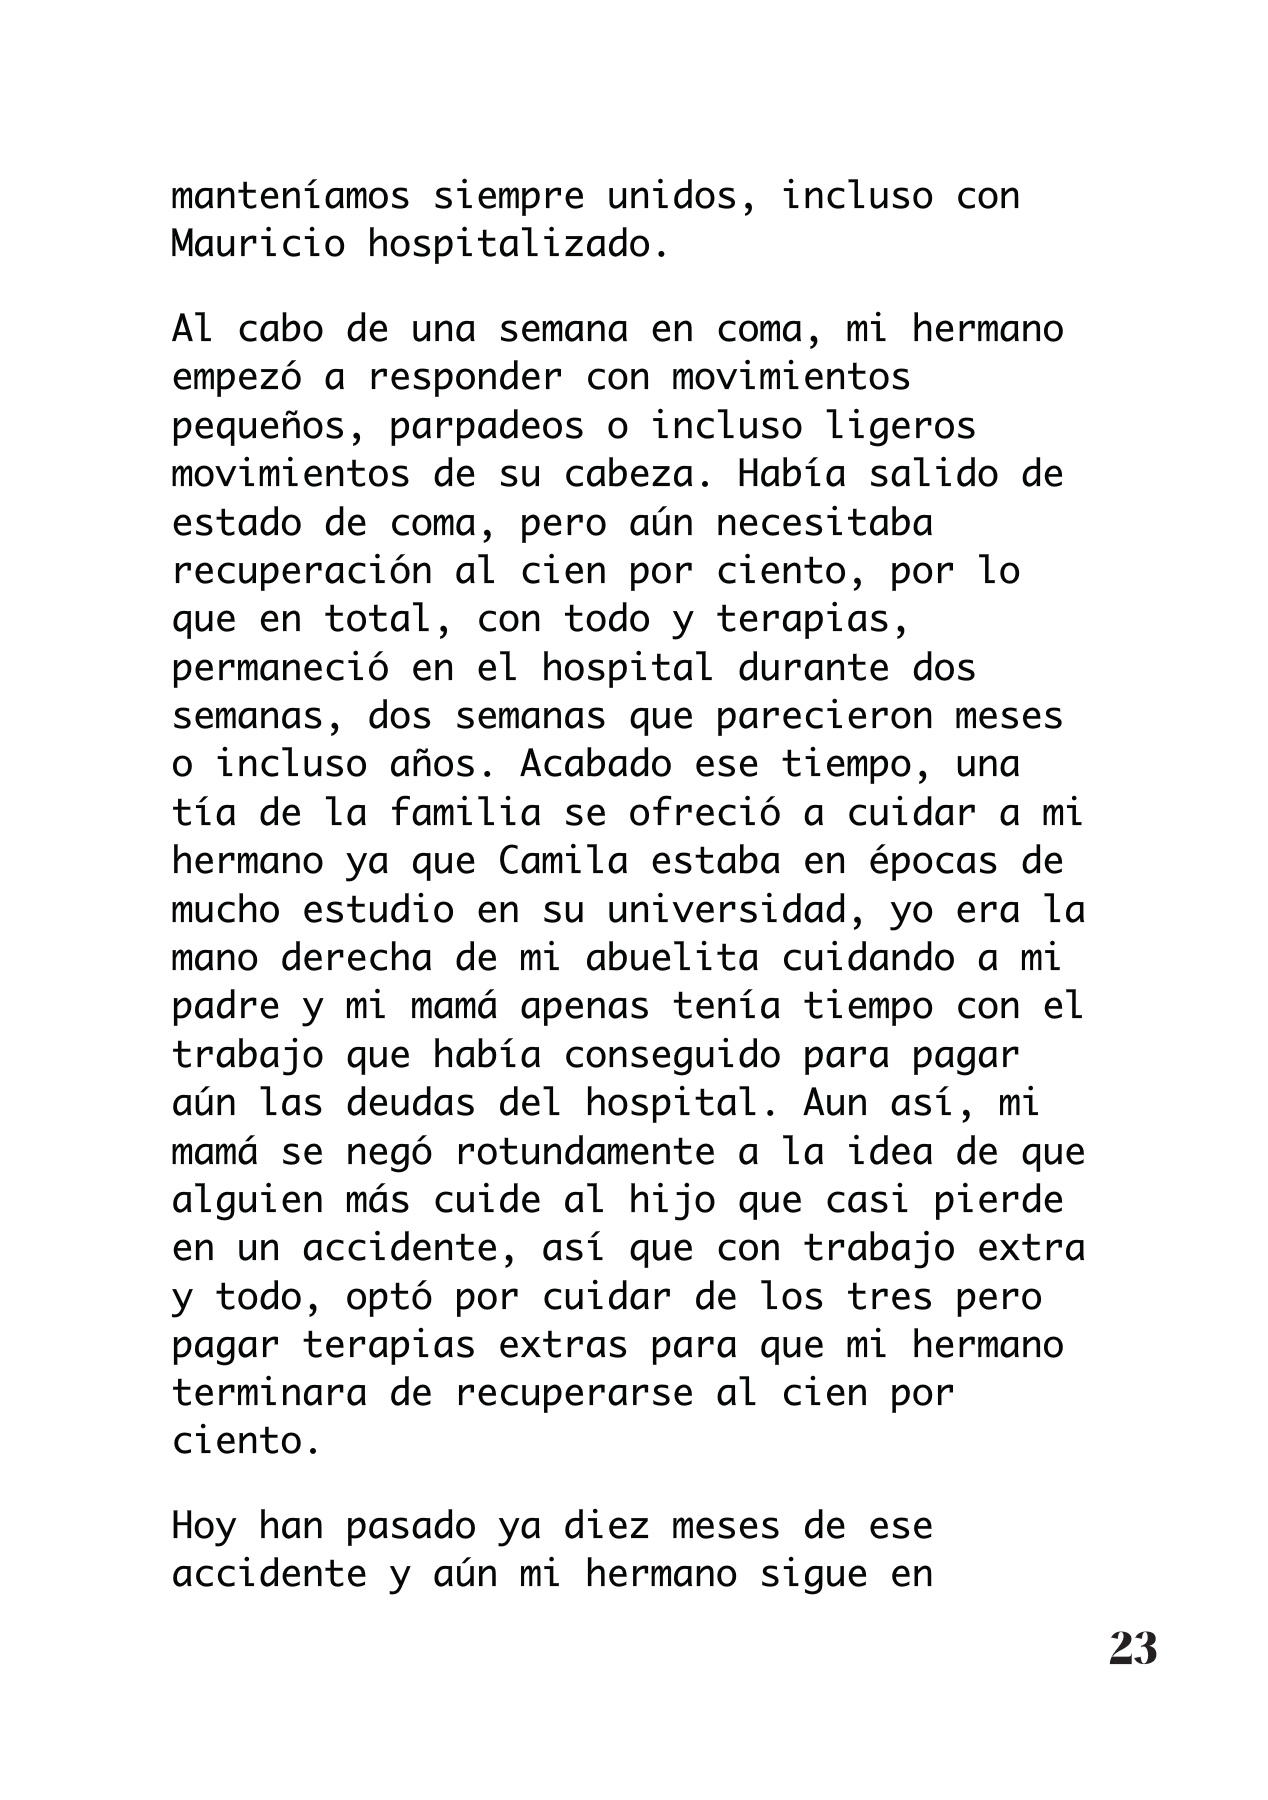 manteníamos siempre unidos, incluso con
Mauricio hospitalizado.
Al cabo de una semana en coma, mi hermano
empezó a responder con movimientos
pequeños, parpadeos o incluso ligeros
movimientos de su cabeza. Había salido de
estado de coma, pero aún necesitaba
recuperación al cien por ciento, por lo
que en total, con todo y terapias,
permaneció en el hospital durante dos
semanas, dos semanas que parecieron meses
o incluso años. Acabado ese tiempo, una
tía de la familia se ofreció a cuidar a mi
hermano ya que Camila estaba en épocas de
mucho estudio en su universidad, yo era la
mano derecha de mi abuelita cuidando a mi
padre y mi mamá apenas tenía tiempo con el
trabajo que había conseguido para pagar
aún las deudas del hospital. Aun así, mi
mamá se negó rotundamente a la idea de que
alguien más cuide al hijo que casi pierde
en un accidente, así que con trabajo extra
y todo, optó por cuidar de los tres pero
pagar terapias extras para que mi hermano
terminara de recuperarse al cien por
ciento.
Hoy han pasado ya diez meses de ese
accidente y aún mi hermano sigue en
23